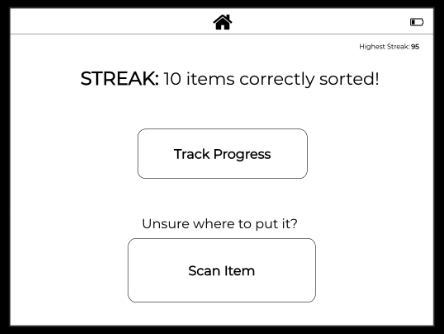 Highest Streak: 95
STREAK: 10 items correctly sorted!
Track Progress
Unsure where to put it?
Scan Item